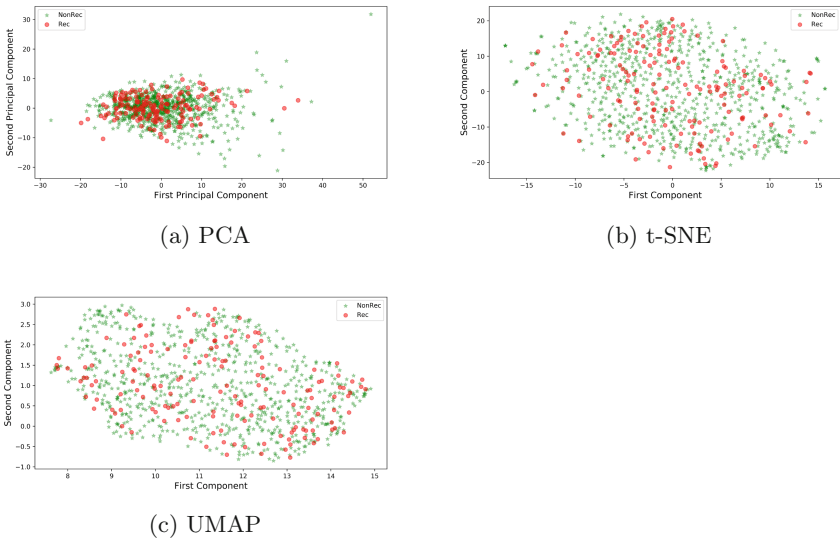 30
20
10
0
−10
−20
Second Principal Component
NonRec
Rec
−30 −20 −10 0 10 20 30 40 50
First Principal Component
(a) PCA
20
10
0
−10
−20
Second Component
NonRec
Rec
−15 −10 −5 0 5 10 15
First Component
(b) t-SNE
3.0
2.5
2.0
1.5
1.0
0.5
0.0
−0.5
−1.0
Second Component
NonRec
Rec
8 9 10 11 12 13 14 15
First Component
(c) UMAP